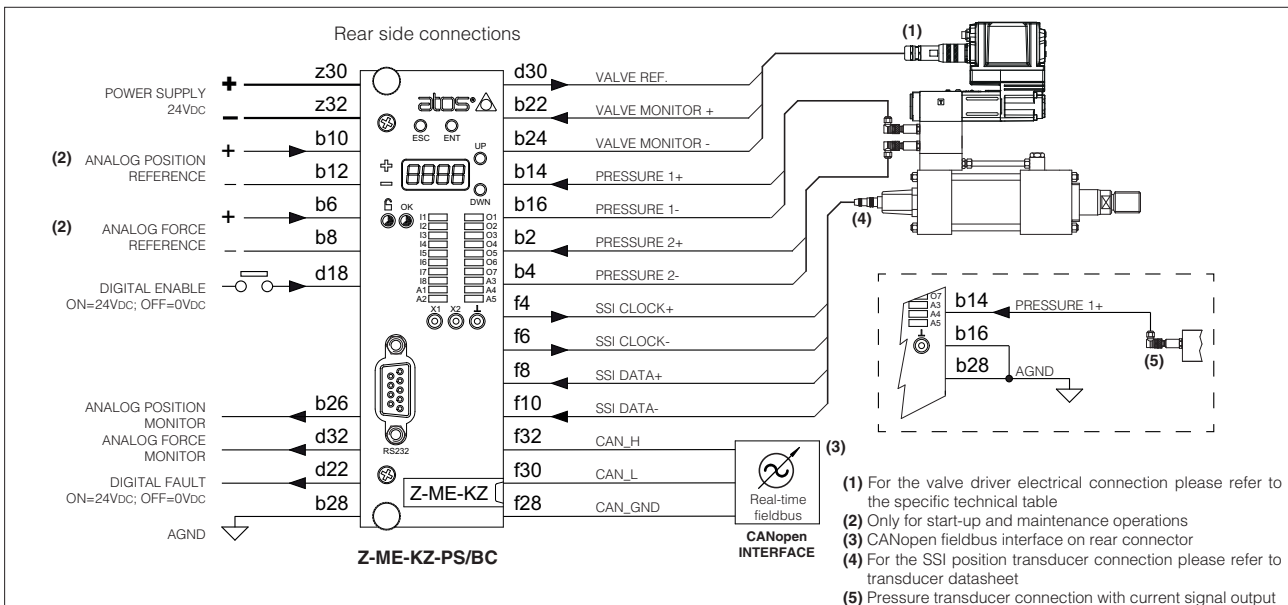 Rear side connections
POWER SUPPLY
24VDC
+
−
z30
z32
(2) ANALOG POSITION
REFERENCE
+
−
b10
b12
(2) ANALOG FORCE
REFERENCE
+
−
b6
b8
DIGITAL ENABLE
ON=24VDC; OFF=0VDC
d18
ANALOG POSITION
MONITOR
b26
ANALOG FORCE
MONITOR
d32
DIGITAL FAULT
ON=24VDC; OFF=0VDC
d22
AGND
b28
atos®
ESC ENT
UP
DWN
8888
OK
I1 O1
I2 O2
I3 O3
I4 O4
I5 O5
I6 O6
I7 O7
I8 A3
A1 A4
A2 A5
X1 X2
RS232
Z-ME-KZ
Z-ME-KZ-PS/BC
d30 VALVE REF.
b22 VALVE MONITOR +
b24 VALVE MONITOR -
b14 PRESSURE 1+
b16 PRESSURE 1-
b2 PRESSURE 2+
b4 PRESSURE 2-
f4 SSI CLOCK+
f6 SSI CLOCK-
f8 SSI DATA+
f10 SSI DATA-
f32 CAN_H
f30 CAN_L
f28 CAN_GND
(1)
(4)
(3)
Real-time
fieldbus
CANopen
INTERFACE
O7
A3
A4
A5
b14 PRESSURE 1+
b16
b28 AGND
(5)
(1) For the valve driver electrical connection please refer to
the specific technical table
(2) Only for start-up and maintenance operations
(3) CANopen fieldbus interface on rear connector
(4) For the SSI position transducer connection please refer to
transducer datasheet
(5) Pressure transducer connection with current signal output